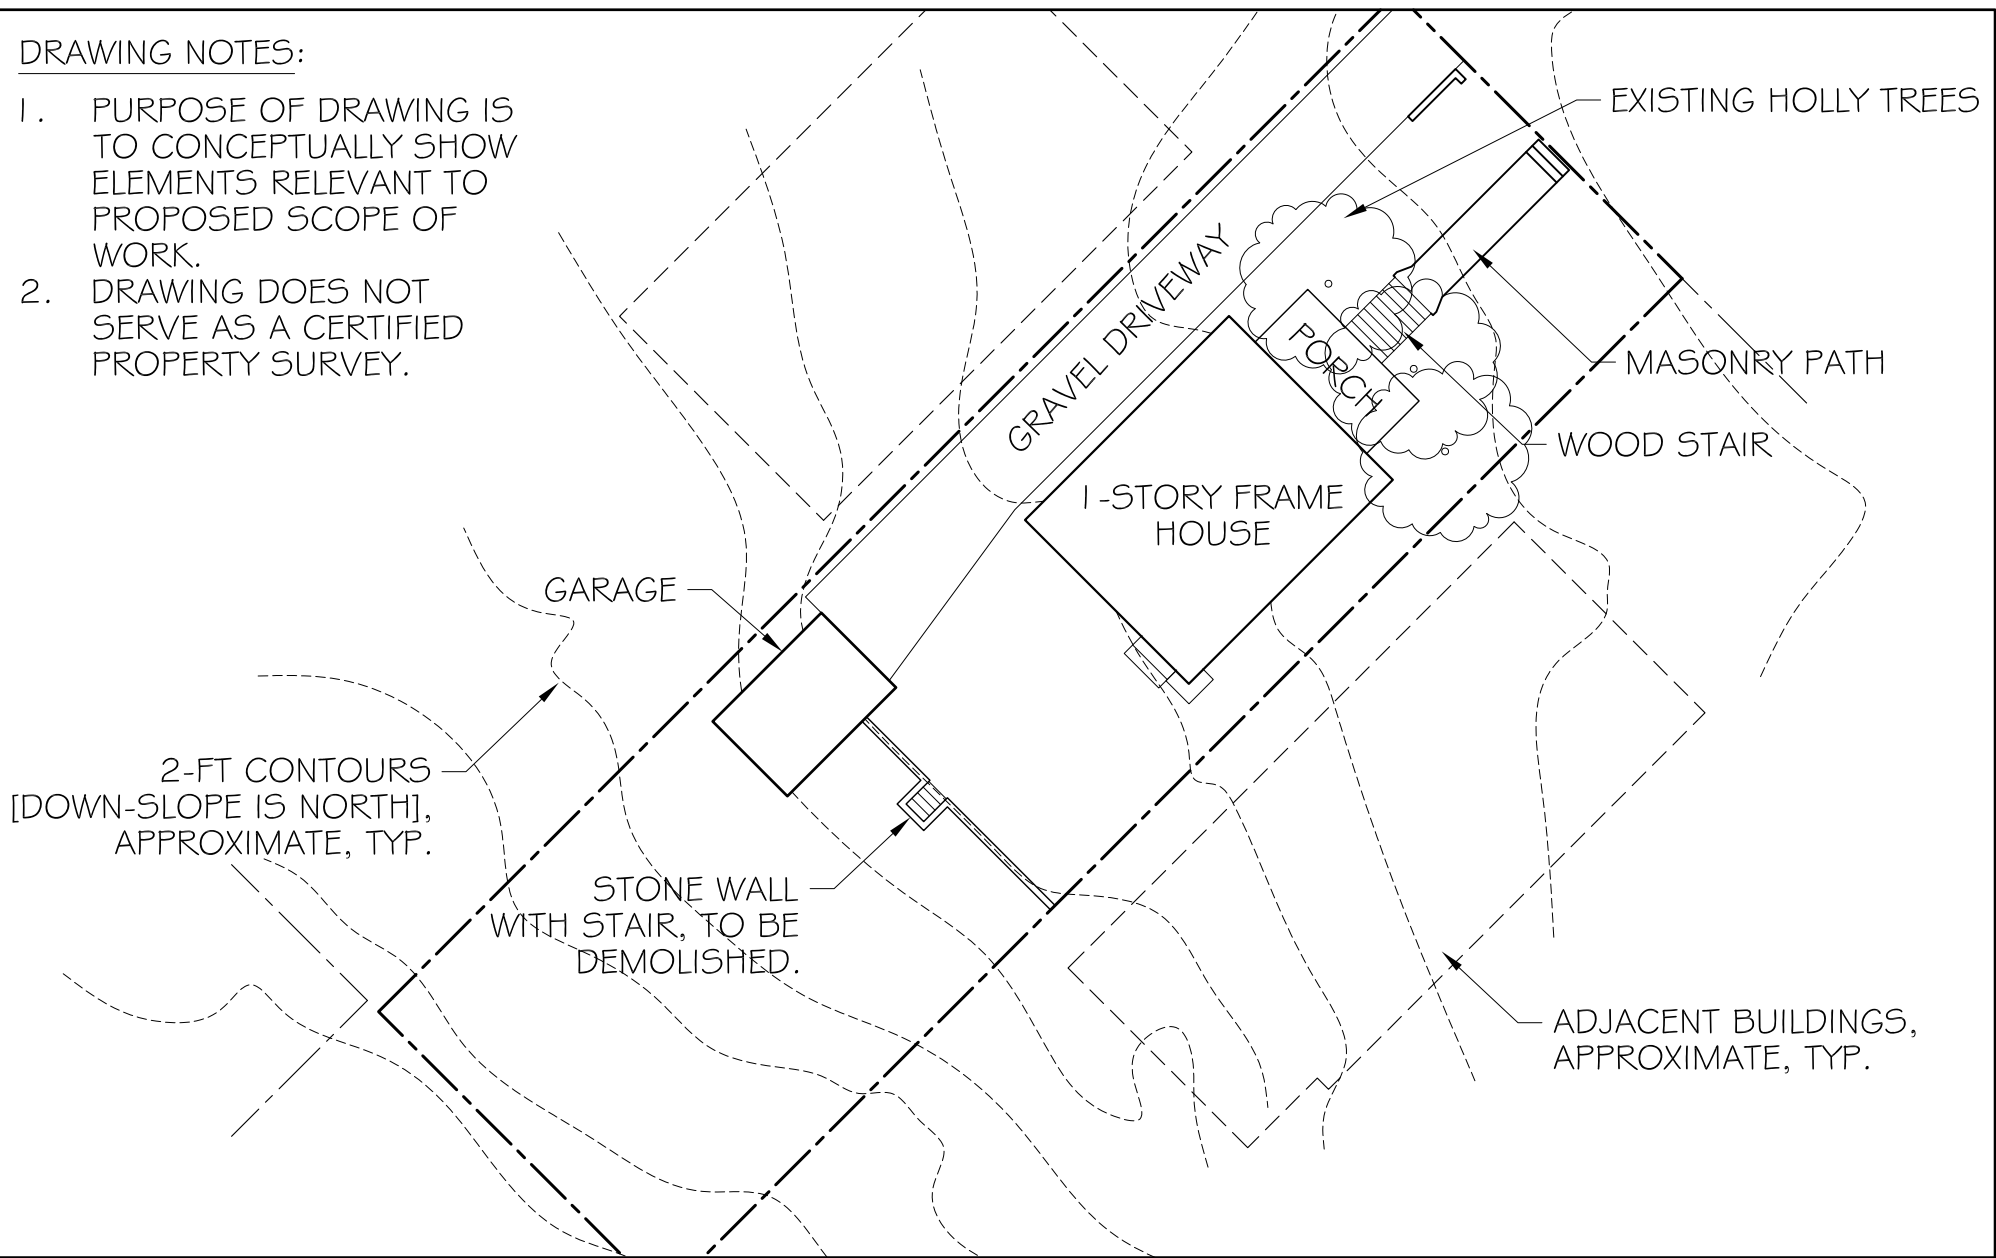 DRAWING NOTES:
1. PURPOSE OF DRAWING IS
TO CONCEPTUALLY SHOW
ELEMENTS RELEVANT TO
PROPOSED SCOPE OF
WORK.
2. DRAWING DOES NOT
SERVE AS A CERTIFIED
PROPERTY SURVEY.
EXISTING HOLLY TREES
GRAVEL DRIVEWAY
PORCH
MASONRY PATH
WOOD STAIR
1-STORY FRAME
HOUSE
GARAGE
2-FT CONTOURS
[DOWN-SLOPE IS NORTH],
APPROXIMATE, TYP.
STONE WALL
WITH STAIR, TO BE
DEMOLISHED.
ADJACENT BUILDINGS,
APPROXIMATE, TYP.